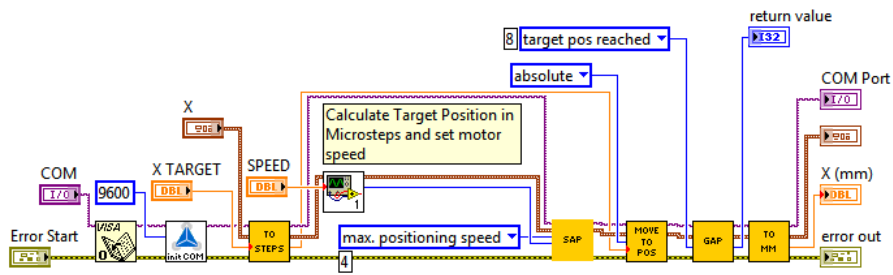 return value
8 target pos reached
I32
absolute
COM Port
I/O
X
Calculate Target Position in
Microsteps and set motor
speed
COM
9600
X TARGET
SPEED
X (mm)
I/O
DBL
DBL
DBL
1
Error Start
VISA
0
init COM
TO
STEPS
max. positioning speed
4
SAP
MOVE
TO
POS
GAP
TO
MM
error out